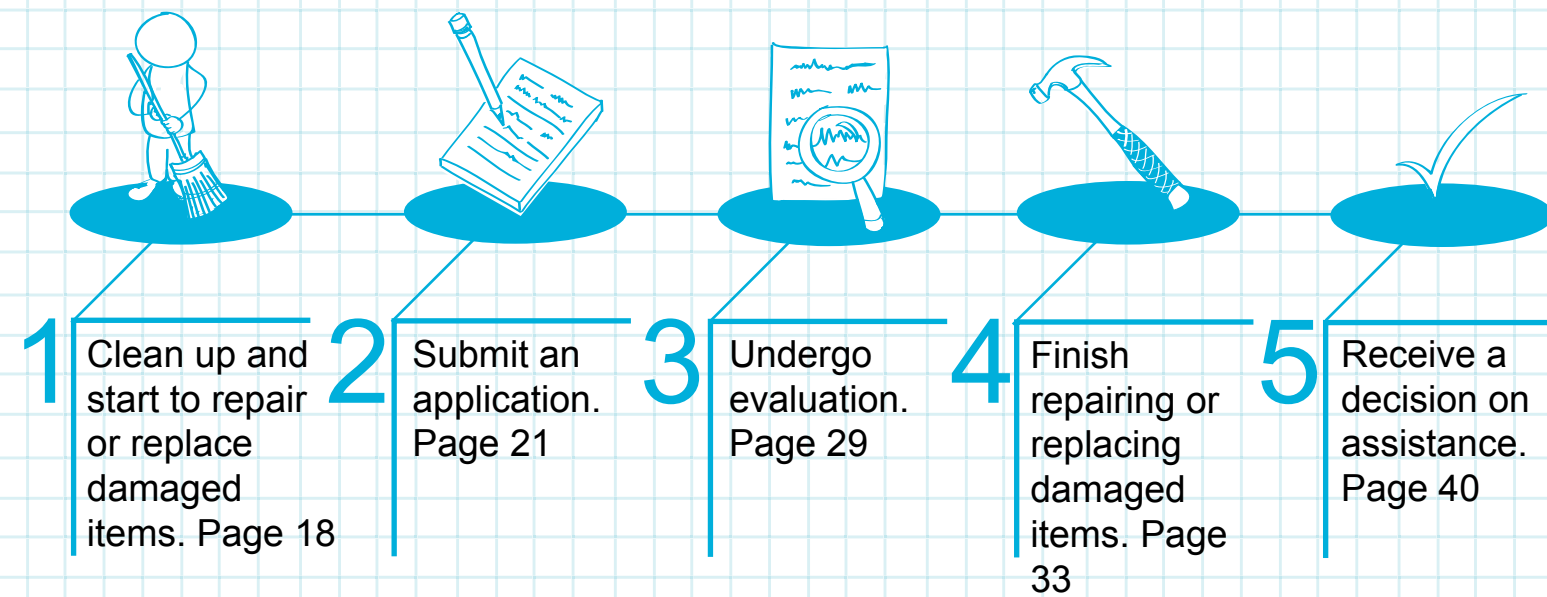 1
Clean up and
start to repair
or replace
damaged
items. Page 18
2
Submit an
application.
Page 21
3
Undergo
evaluation.
Page 29
4
Finish
repairing or
replacing
damaged
items. Page
33
5
Receive a
decision on
assistance.
Page 40